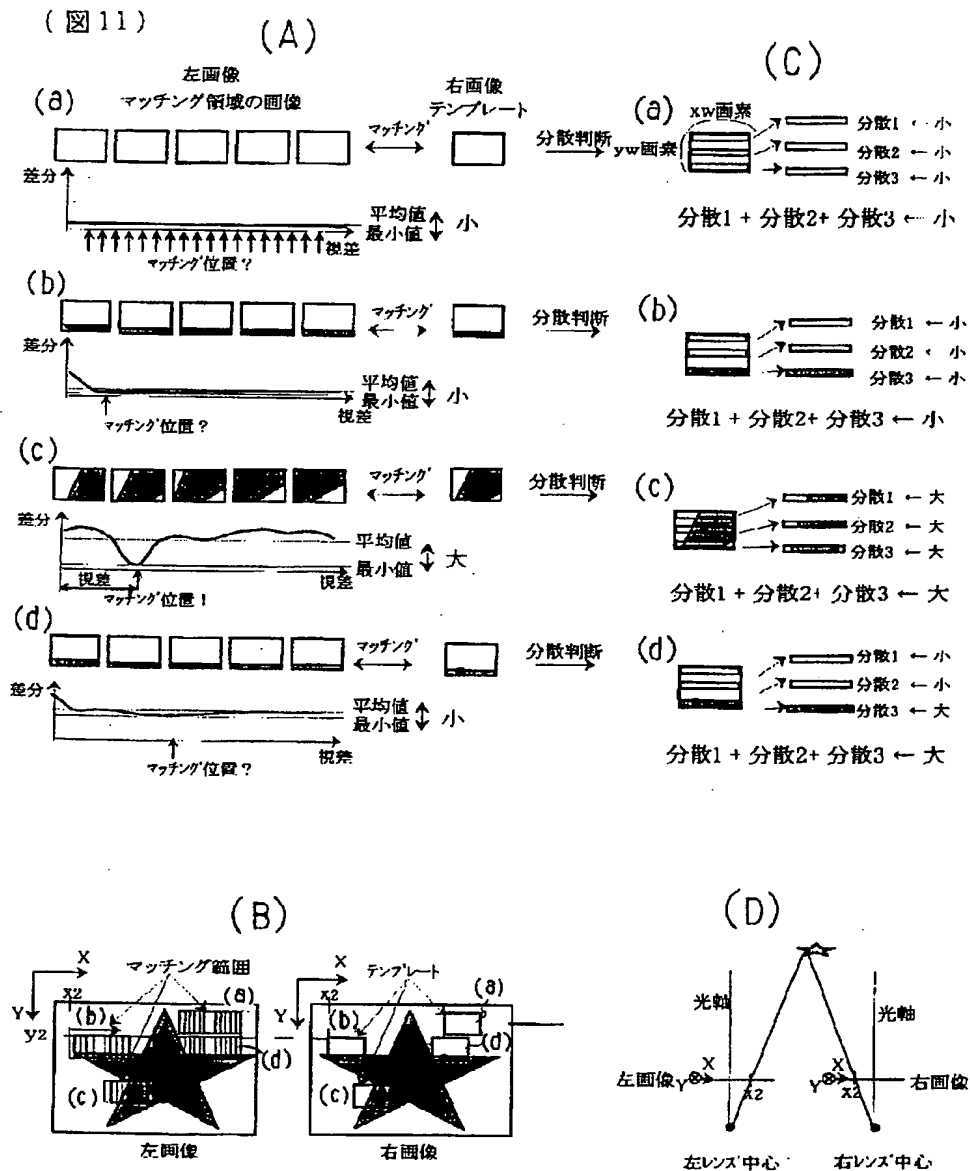 (図11)
(A)
左画像
マッチング領域の画像
右画像
テンプレート
(a)
マッチング
分散判断
差分
平均値
最小値
小
視差
マッチング位置?
(b)
マッチング
分散判断
差分
平均値
最小値
小
視差
マッチング位置?
(c)
マッチング
分散判断
差分
平均値
最小値
大
視差
視差
マッチング位置!
(d)
マッチング
分散判断
差分
平均値
最小値
小
視差
マッチング位置?
(C)
(a)
xw画素
yw画素
分散1 ← 小
分散2 ← 小
分散3 ← 小
分散1 + 分散2+ 分散3 ← 小
(b)
分散1 ← 小
分散2 ← 小
分散3 ← 小
分散1 + 分散2+ 分散3 ← 小
(c)
分散1 ← 大
分散2 ← 大
分散3 ← 大
分散1 + 分散2+ 分散3 ← 大
(d)
分散1 ← 小
分散2 ← 小
分散3 ← 大
分散1 + 分散2+ 分散3 ← 大
(B)
X
マッチング範囲
Y
x2
y2
(a)
(b)
(d)
(c)
左画像
X
テンプレート
Y
x2
(a)
(b)
(d)
(c)
右画像
(D)
光軸
光軸
左画像
Y
X
x2
Y
X
x2
右画像
左レンズ中心
右レンズ中心